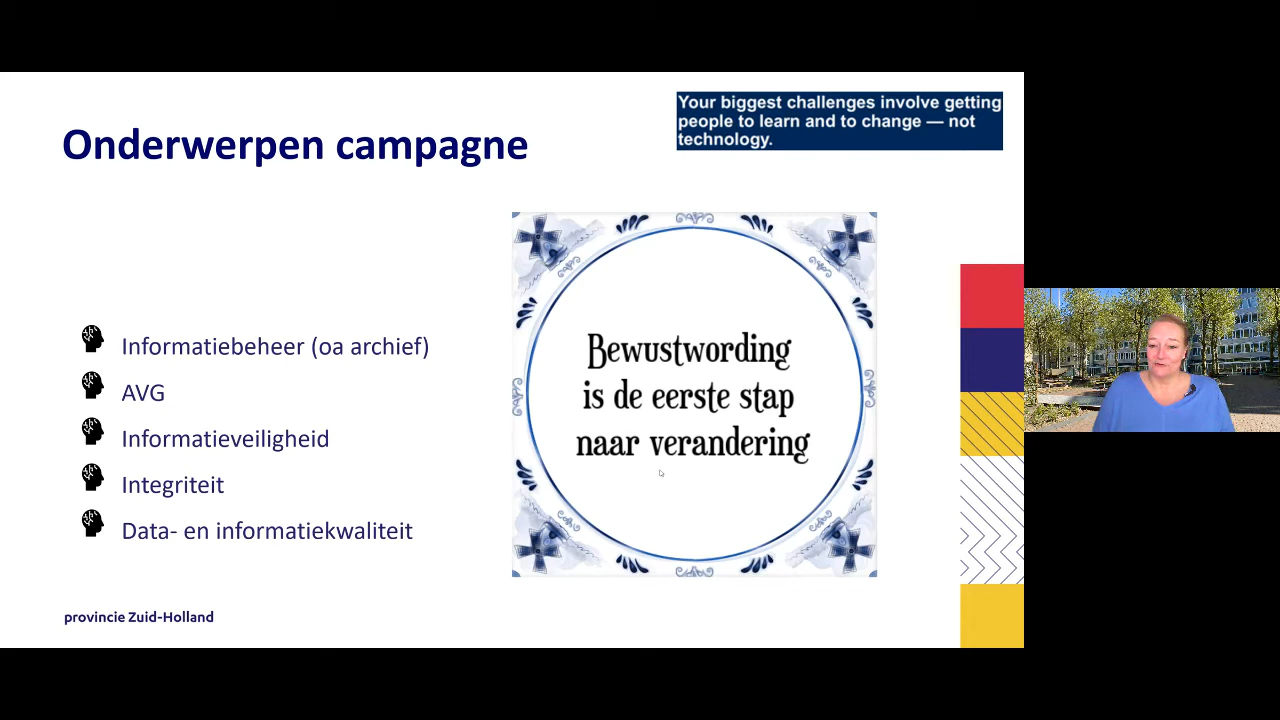 Onderwerpen campagne
Your biggest challenges involve getting
people to learn and to change — not
technology.
Informatiebeheer (oa archief)
AVG
Informatieveiligheid
Integriteit
Data- en informatiekwaliteit
Bewustwording
is de eerste stap
naar verandering
provincie Zuid-Holland